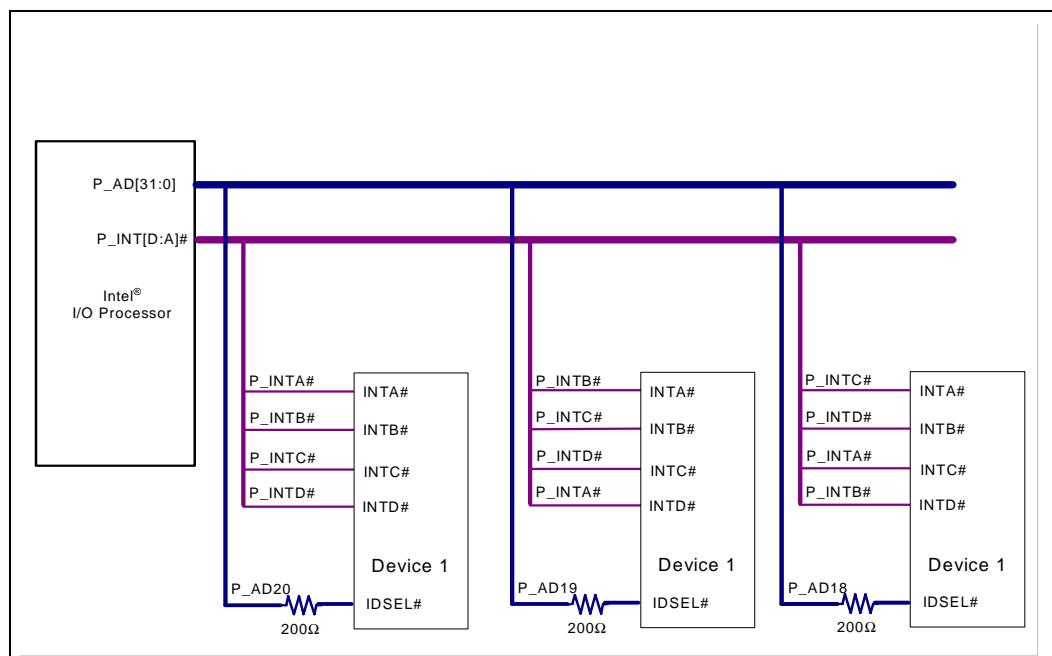 P_AD[31:0]
P_INT[D:A]#
Intel®
I/O Processor
P_INTA#
INTA#
P_INTB#
INTB#
P_INTC#
INTC#
P_INTD#
INTD#
Device 1
P_AD20
IDSEL#
200Ω
P_INTB#
INTA#
P_INTC#
INTB#
P_INTD#
INTC#
P_INTA#
INTD#
Device 1
P_AD19
IDSEL#
200Ω
P_INTC#
INTA#
P_INTD#
INTB#
P_INTA#
INTC#
P_INTB#
INTD#
Device 1
P_AD18
IDSEL#
200Ω